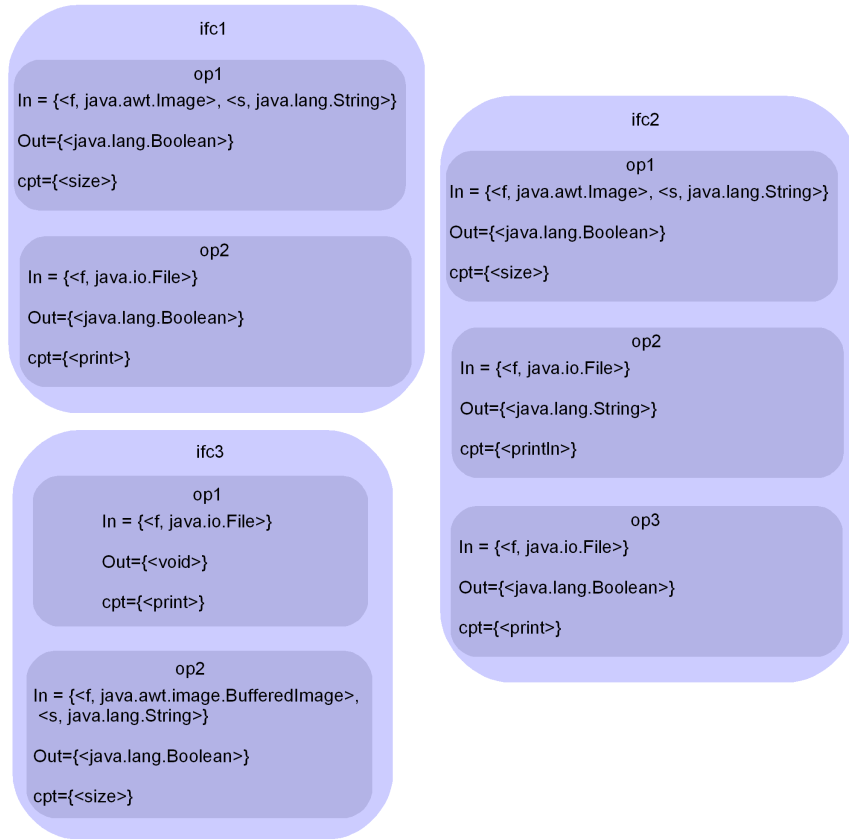 ifc1
op1
In = {<f, java.awt.Image>, <s, java.lang.String>}
Out={<java.lang.Boolean>}
cpt={<size>}
op2
In = {<f, java.io.File>}
Out={<java.lang.Boolean>}
cpt={<print>}
ifc2
op1
In = {<f, java.awt.Image>, <s, java.lang.String>}
Out={<java.lang.Boolean>}
cpt={<size>}
op2
In = {<f, java.io.File>}
Out={<java.lang.String>}
cpt={<println>}
op3
In = {<f, java.io.File>}
Out={<java.lang.Boolean>}
cpt={<print>}
ifc3
op1
In = {<f, java.io.File>}
Out={<void>}
cpt={<print>}
op2
In = {<f, java.awt.image.BufferedImage>,
<s, java.lang.String>}
Out={<java.lang.Boolean>}
cpt={<size>}